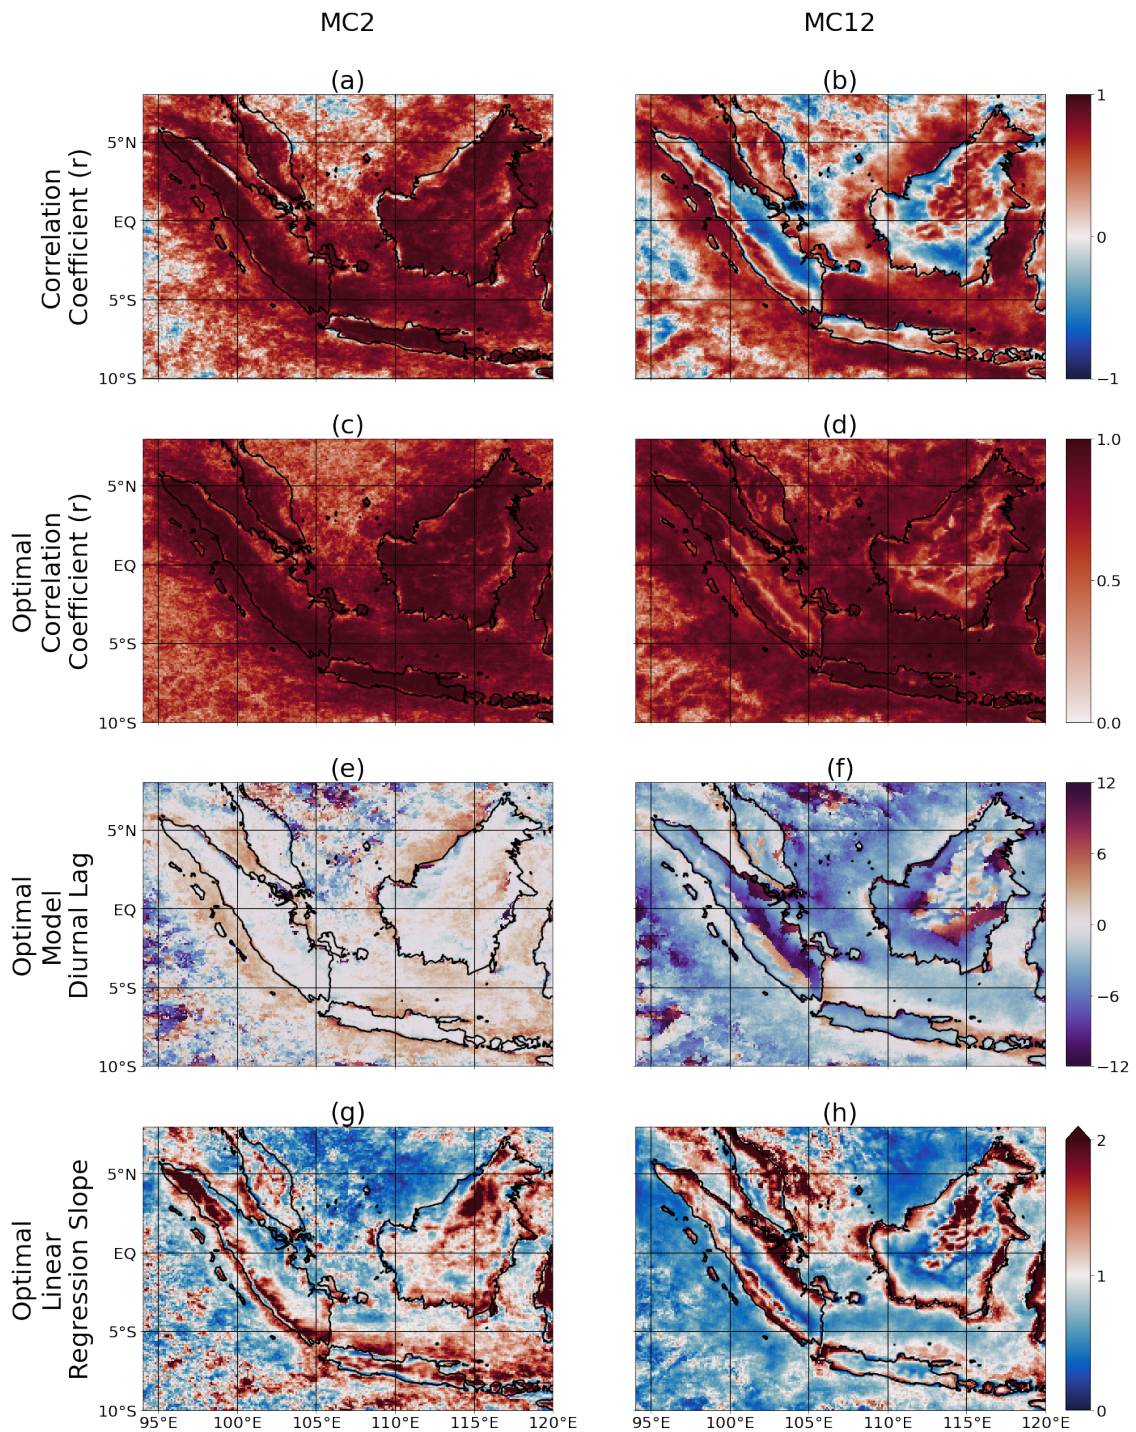 MC2
MC12
(a)
(b)
Correlation
Coefficient (r)
5°N
EQ
5°S
10°S
1
0
−1
(c)
(d)
Optimal
Correlation
Coefficient (r)
5°N
EQ
5°S
10°S
1.0
0.5
0.0
(e)
(f)
Optimal
Model
Diurnal Lag
5°N
EQ
5°S
10°S
12
6
0
−6
−12
(g)
(h)
Optimal
Linear
Regression Slope
5°N
EQ
5°S
10°S
2
1
0
95°E 100°E 105°E 110°E 115°E 120°E
95°E 100°E 105°E 110°E 115°E 120°E